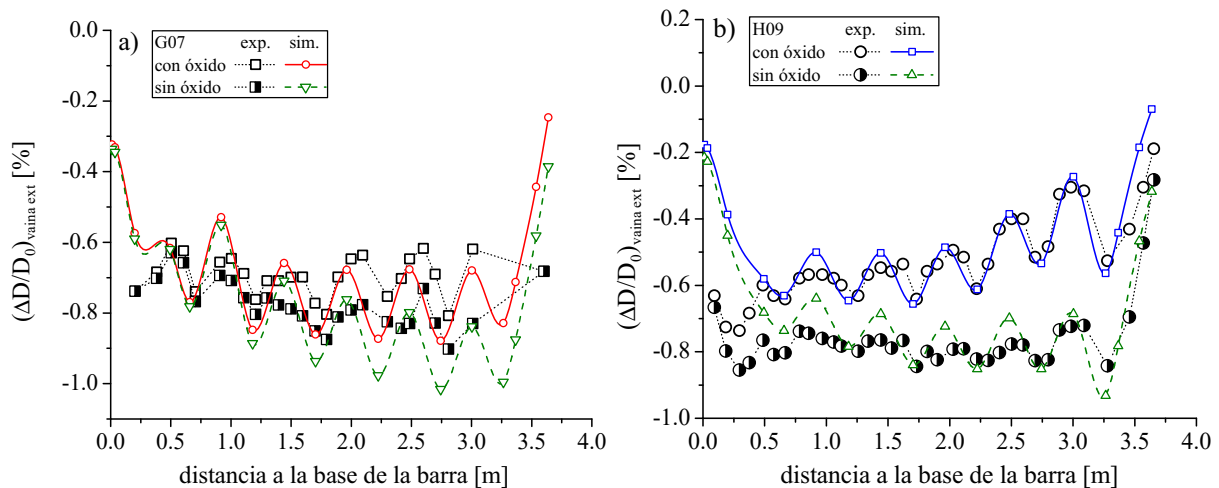 a)
G07 exp. sim.
con óxido
sin óxido
0.0
-0.2
-0.4
-0.6
-0.8
-1.0
(ΔD/D₀)vaina ext [%]
0.0 0.5 1.0 1.5 2.0 2.5 3.0 3.5 4.0
distancia a la base de la barra [m]
b)
H09 exp. sim.
con óxido
sin óxido
0.2
0.0
-0.2
-0.4
-0.6
-0.8
-1.0
(ΔD/D₀)vaina ext [%]
0.0 0.5 1.0 1.5 2.0 2.5 3.0 3.5 4.0
distancia a la base de la barra [m]